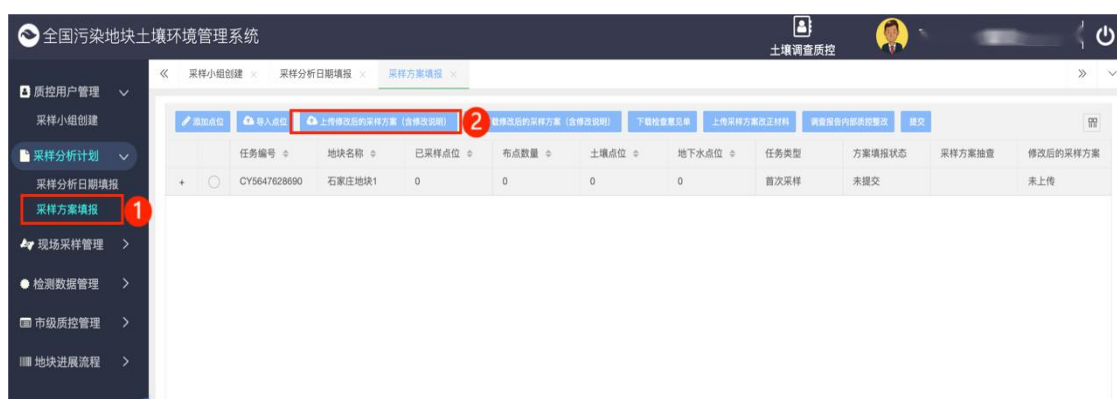 全国污染地块土壤环境管理系统
土壤调查质控
质控用户管理
采样小组创建
采样分析计划
采样分析日期填报
采样方案填报
1
现场采样管理
检测数据管理
市级质控管理
地块进展流程
采样小组创建 × 采样分析日期填报 × 采样方案填报 ×
添加点位 导入点位 上传修改后的采样方案（含修改说明） 2 载修改后的采样方案（含修改说明） 下载检查意见单 上传采样方案改正材料 调查报告内部质控整改 提交
任务编号 地块名称 已采样点位 布点数量 土壤点位 地下水点位 任务类型 方案填报状态 采样方案抽查 修改后的采样方案
+ CY5647628690 石家庄地块1 0 0 0 0 首次采样 未提交 未上传